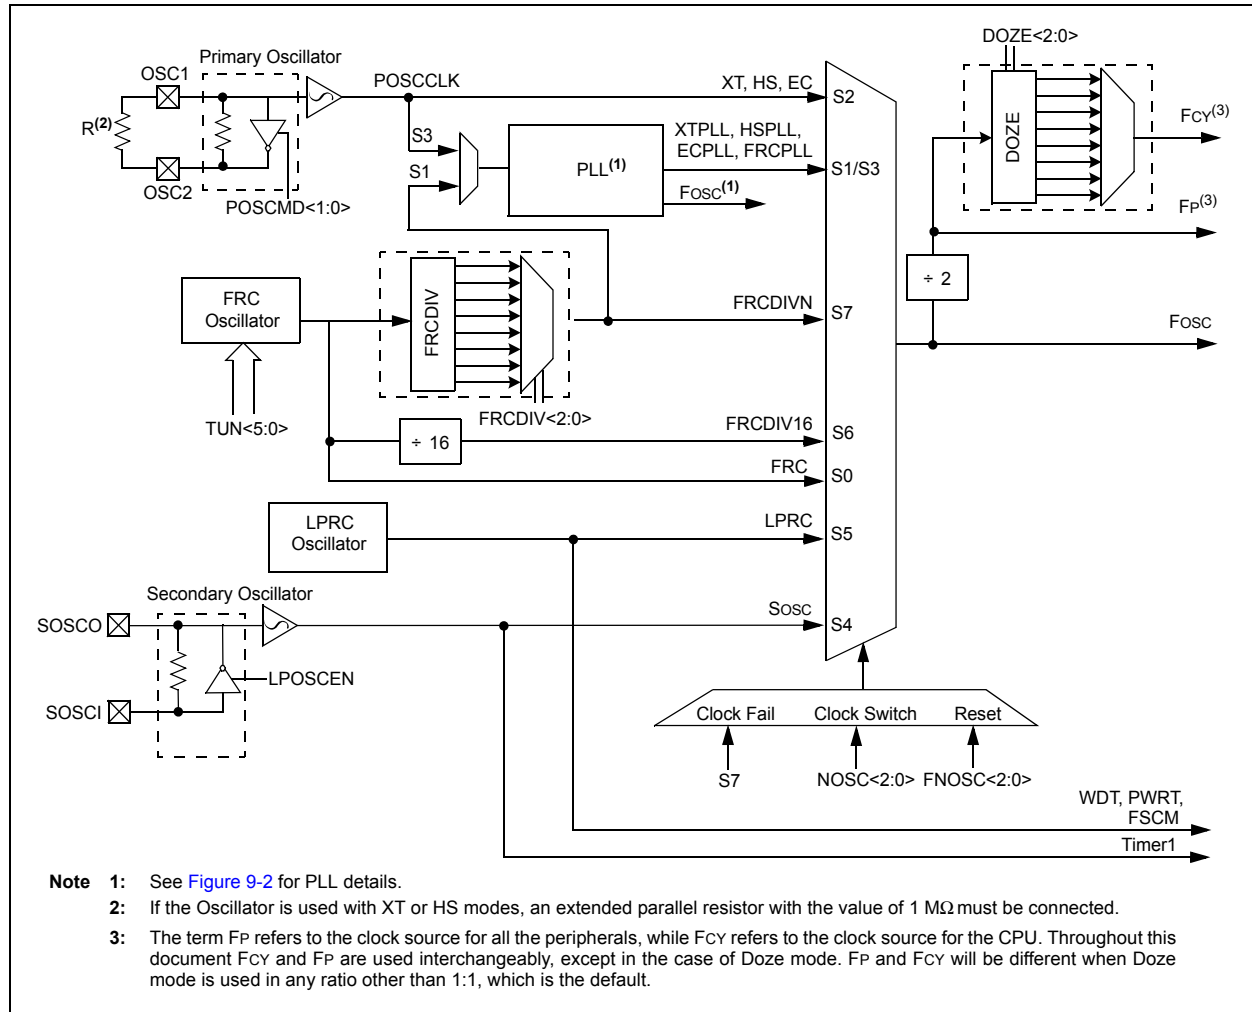 DOZE<2:0>
Primary Oscillator
OSC1
POSCCLK
XT, HS, EC
S2
R(2)
DOZE
FCY(3)
S3
XTPLL, HSPLL,
ECPLL, FRCPLL
S1
PLL(1)
S1/S3
OSC2
POSCMD<1:0>
FOSC(1)
FP(3)
÷ 2
FRC
Oscillator
FRCDIV
FRCDIVN
S7
FOSC
TUN<5:0>
FRCDIV<2:0>
÷ 16
FRCDIV16
S6
FRC
S0
LPRC
Oscillator
LPRC
S5
Secondary Oscillator
SOSCO
SOSC
S4
LPOSCEN
SOSCI
Clock Fail
Clock Switch
Reset
S7
NOSC<2:0>
FNOSC<2:0>
WDT, PWRT,
FSCM
Timer1
Note 1: See Figure 9-2 for PLL details.
2: If the Oscillator is used with XT or HS modes, an extended parallel resistor with the value of 1 MΩ must be connected.
3: The term FP refers to the clock source for all the peripherals, while FCY refers to the clock source for the CPU. Throughout this
document FCY and FP are used interchangeably, except in the case of Doze mode. FP and FCY will be different when Doze
mode is used in any ratio other than 1:1, which is the default.